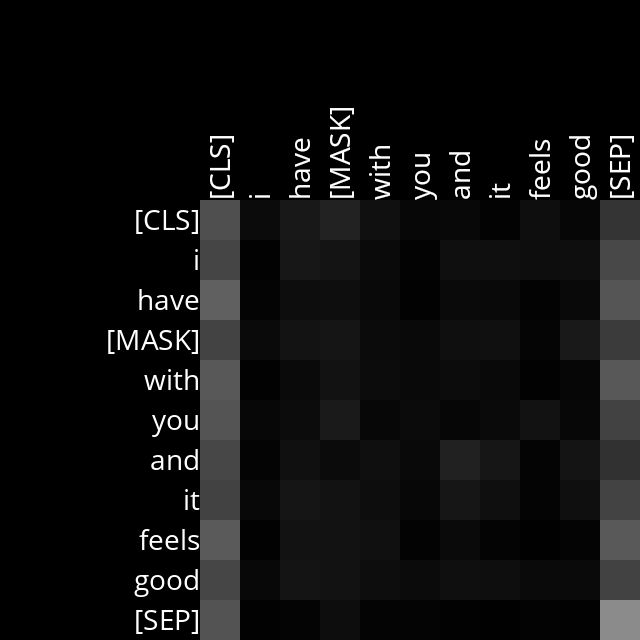 [CLS] i have [MASK] with you and it feels good [SEP]
[CLS]
i
have
[MASK]
with
you
and
it
feels
good
[SEP]